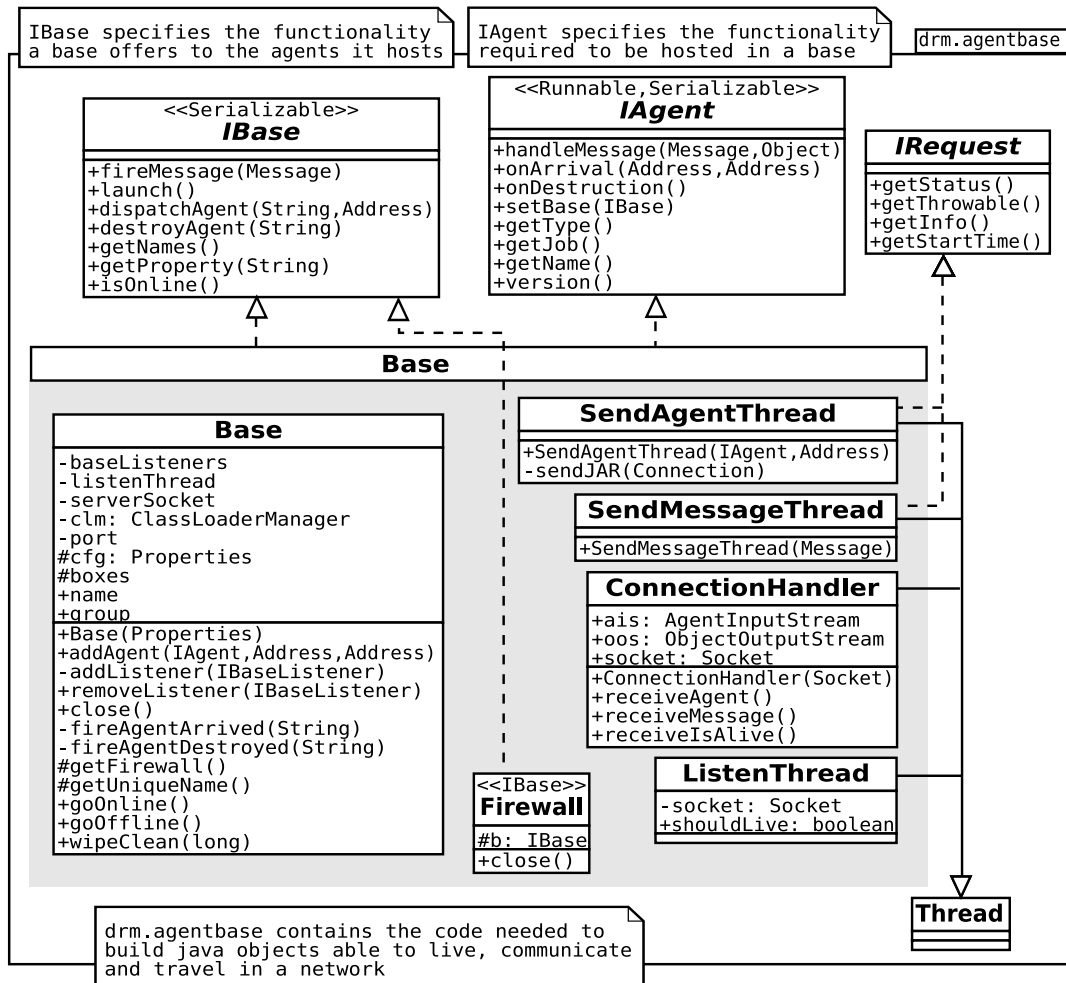 IBase specifies the functionality
a base offers to the agents it hosts
IAgent specifies the functionality
required to be hosted in a base
drm.agentbase
<<Serializable>>
IBase
+fireMessage(Message)
+launch()
+dispatchAgent(String,Address)
+destroyAgent(String)
+getNames()
+getProperty(String)
+isOnline()
<<Runnable,Serializable>>
IAgent
+handleMessage(Message,Object)
+onArrival(Address,Address)
+onDestruction()
+setBase(IBase)
+getType()
+getJob()
+getName()
+version()
IRequest
+getStatus()
+getThrowable()
+getInfo()
+getStartTime()
Base
Base
-baseListeners
-listenThread
-serverSocket
-clm: ClassLoaderManager
-port
#cfg: Properties
#boxes
+name
+group
+Base(Properties)
+addAgent(IAgent,Address,Address)
-addListener(IBaseListener)
+removeListener(IBaseListener)
+close()
-fireAgentArrived(String)
-fireAgentDestroyed(String)
#getFirewall()
#getUniqueName()
+goOnline()
+goOffline()
+wipeClean(long)
<<IBase>>
Firewall
#b: IBase
+close()
SendAgentThread
+SendAgentThread(IAgent,Address)
-sendJAR(Connection)
SendMessageThread
+SendMessageThread(Message)
ConnectionHandler
+ais: AgentInputStream
+oos: ObjectOutputStream
+socket: Socket
+ConnectionHandler(Socket)
+receiveAgent()
+receiveMessage()
+receiveIsAlive()
ListenThread
-socket: Socket
+shouldLive: boolean
Thread
drm.agentbase contains the code needed to
build java objects able to live, communicate
and travel in a network